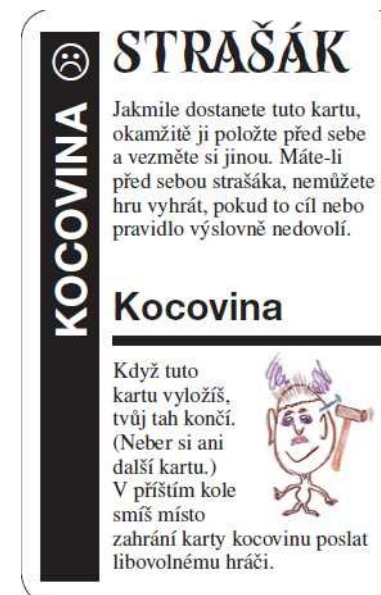 KOCOVINA
STRAŠÁK
Jakmile dostanete tuto kartu,
okamžitě ji položte před sebe
a vezměte si jinou. Máte-li
před sebou strašáka, nemůžete
hru vyhrát, pokud to cíl nebo
pravidlo výslovně nedovolí.
Kocovina
Když tuto
kartu vyložíš,
tvůj tah končí.
(Neber si ani
další kartu.)
V příštím kole
smíš místo
zahrání karty kocovinu poslat
libovolnému hráči.